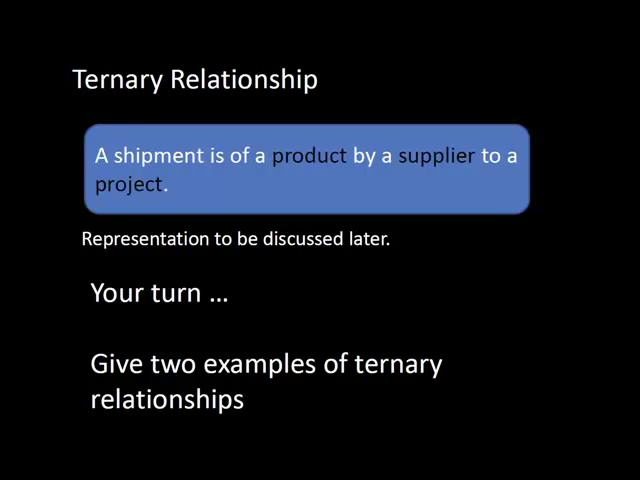 Ternary Relationship
A shipment is of a product by a supplier to a
project.
Representation to be discussed later.
Your turn ...
Give two examples of ternary
relationships